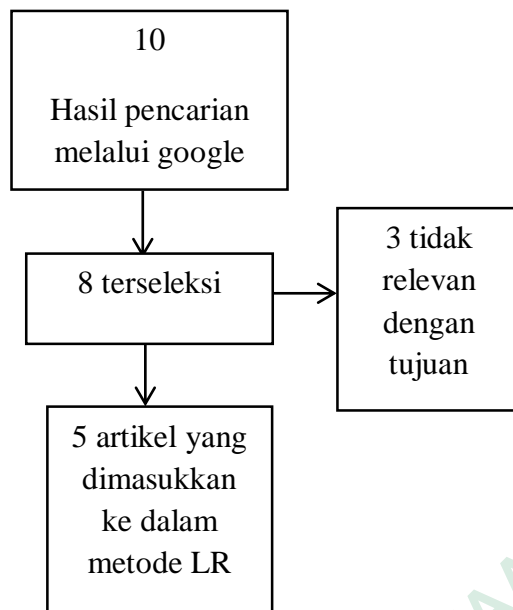 10
Hasil pencarian
melalui google
8 terseleksi
3 tidak
relevan
dengan
tujuan
5 artikel yang
dimasukkan
ke dalam
metode LR